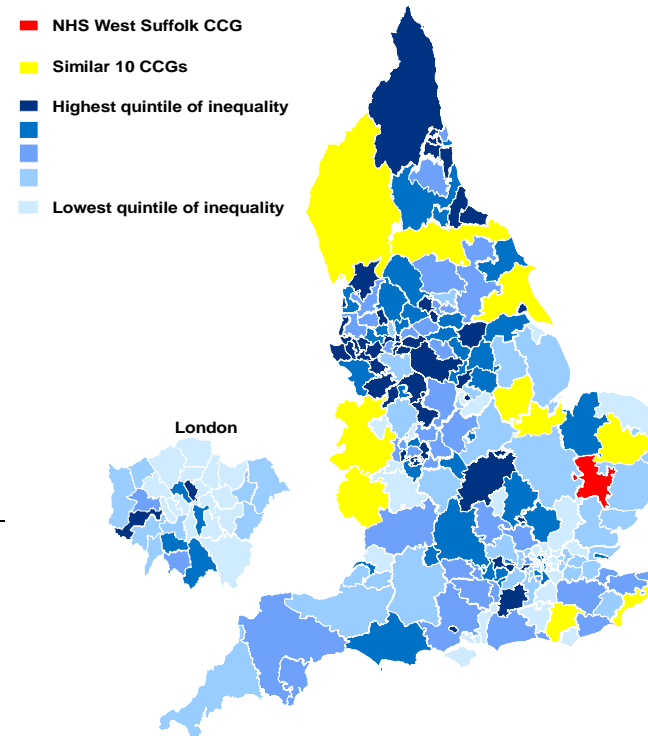 NHS West Suffolk CCG
Similar 10 CCGs
Highest quintile of inequality
Lowest quintile of inequality
London